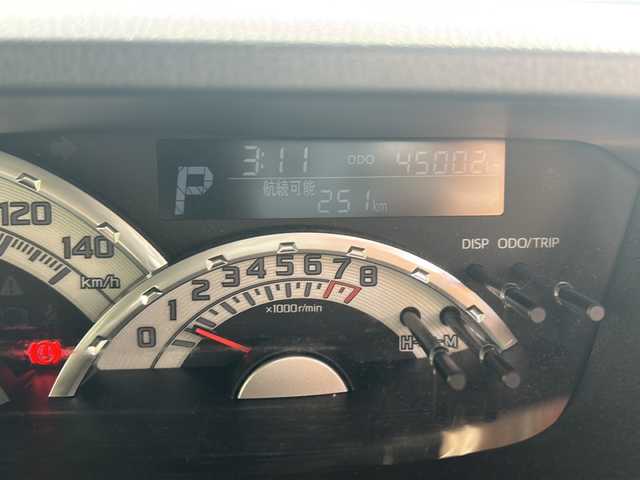 3:11 ODO 45002
P
航続可能
251 km
DISP ODO/TRIP
120 140
km/h
0 1 2 3 4 5 6 7 8
×1000r/min
H M